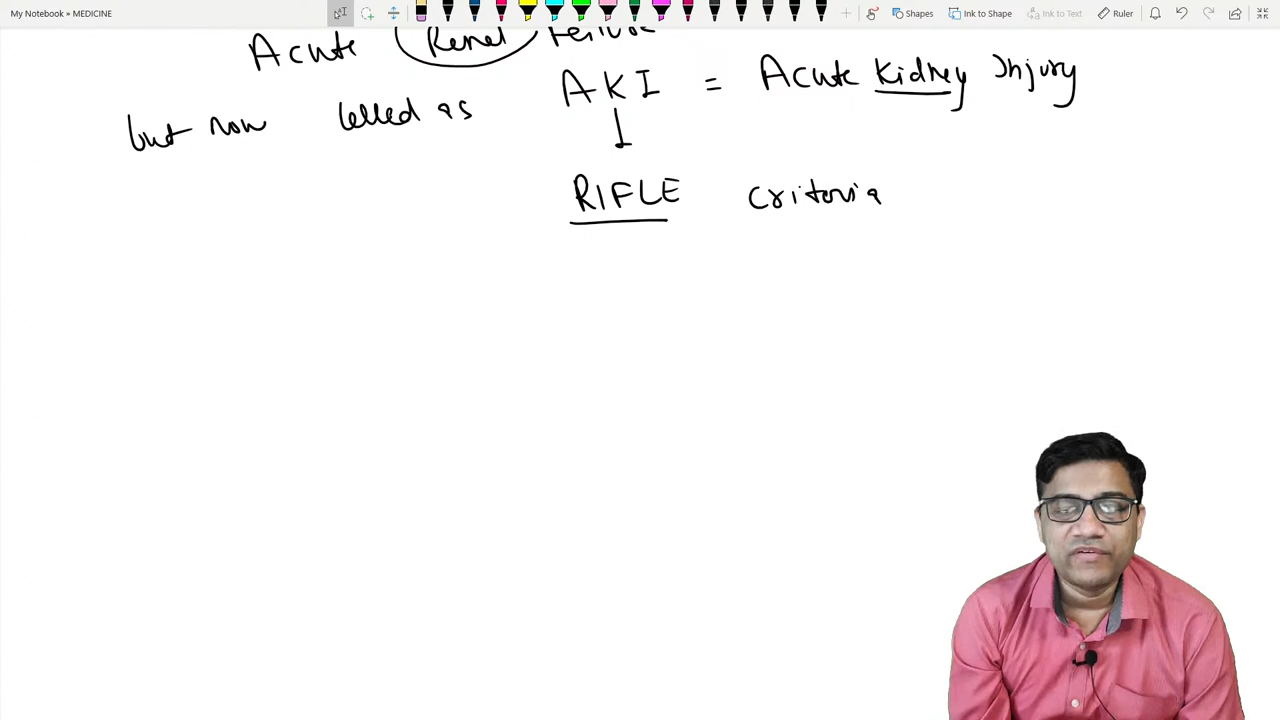 My Notebook » MEDICINE
Shapes Ink to Shape Ink to Text Ruler
Acute Renal
AKI = Acute Kidney Injury
but now called as
RIFLE Criteria